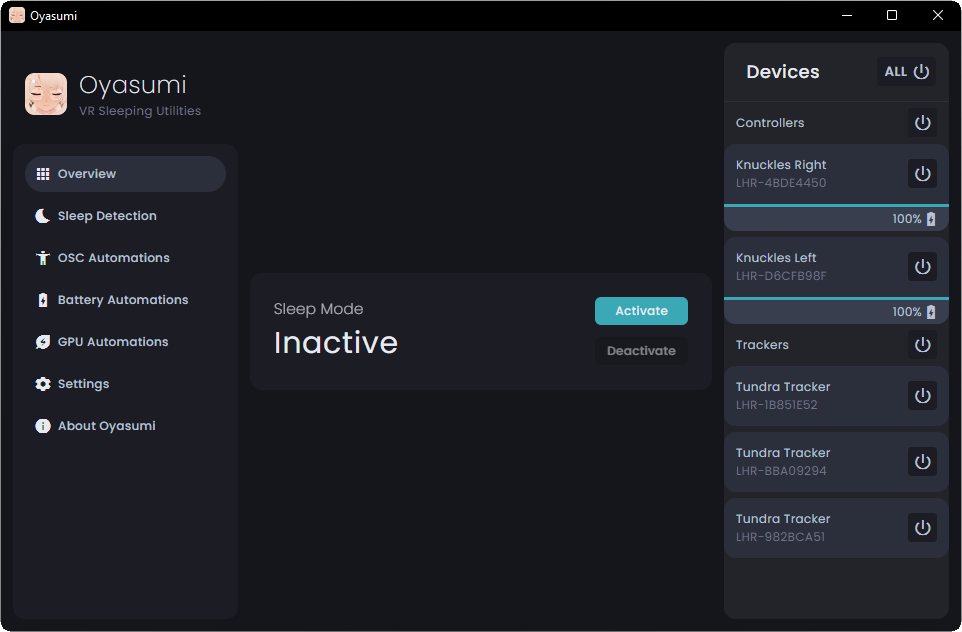 Oyasumi
Oyasumi
VR Sleeping Utilities
Overview
Sleep Detection
OSC Automations
Battery Automations
GPU Automations
Settings
About Oyasumi
Sleep Mode
Inactive
Activate
Deactivate
Devices
ALL
Controllers
Knuckles Right
LHR-4BDE4450
100%
Knuckles Left
LHR-D6CFB98F
100%
Trackers
Tundra Tracker
LHR-1B851E52
Tundra Tracker
LHR-BBA09294
Tundra Tracker
LHR-982BCA51